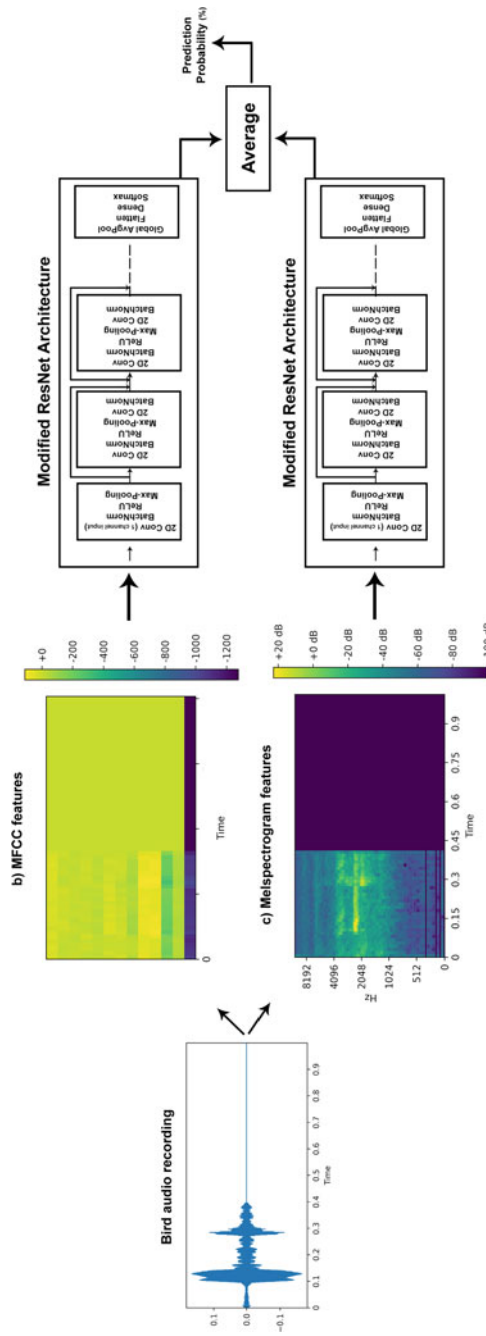 Bird audio recording
0.1
0.0
−0.1
0
0.1
0.2
0.3
0.4
0.5
0.6
0.7
0.8
0.9
Time
b) MFCC features
0
Time
+0
-200
-400
-600
-800
-1000
-1200
c) Melspectrogram features
8192
4096
2048
1024
512
0
Hz
0
0.15
0.3
0.45
0.6
0.75
0.9
Time
+20 dB
+0 dB
-20 dB
-40 dB
-60 dB
-80 dB
-100 dB
Modified ResNet Architecture
2D Conv (1 channel input)
BatchNorm
ReLU
Max-Pooling
2D Conv
BatchNorm
ReLU
Max-Pooling
2D Conv
BatchNorm
2D Conv
BatchNorm
ReLU
Max-Pooling
2D Conv
BatchNorm
Global AvgPool
Flatten
Dense
Softmax
Modified ResNet Architecture
2D Conv (1 channel input)
BatchNorm
ReLU
Max-Pooling
2D Conv
BatchNorm
ReLU
Max-Pooling
2D Conv
BatchNorm
2D Conv
BatchNorm
ReLU
Max-Pooling
2D Conv
BatchNorm
Global AvgPool
Flatten
Dense
Softmax
Average
Prediction
Probability (%)